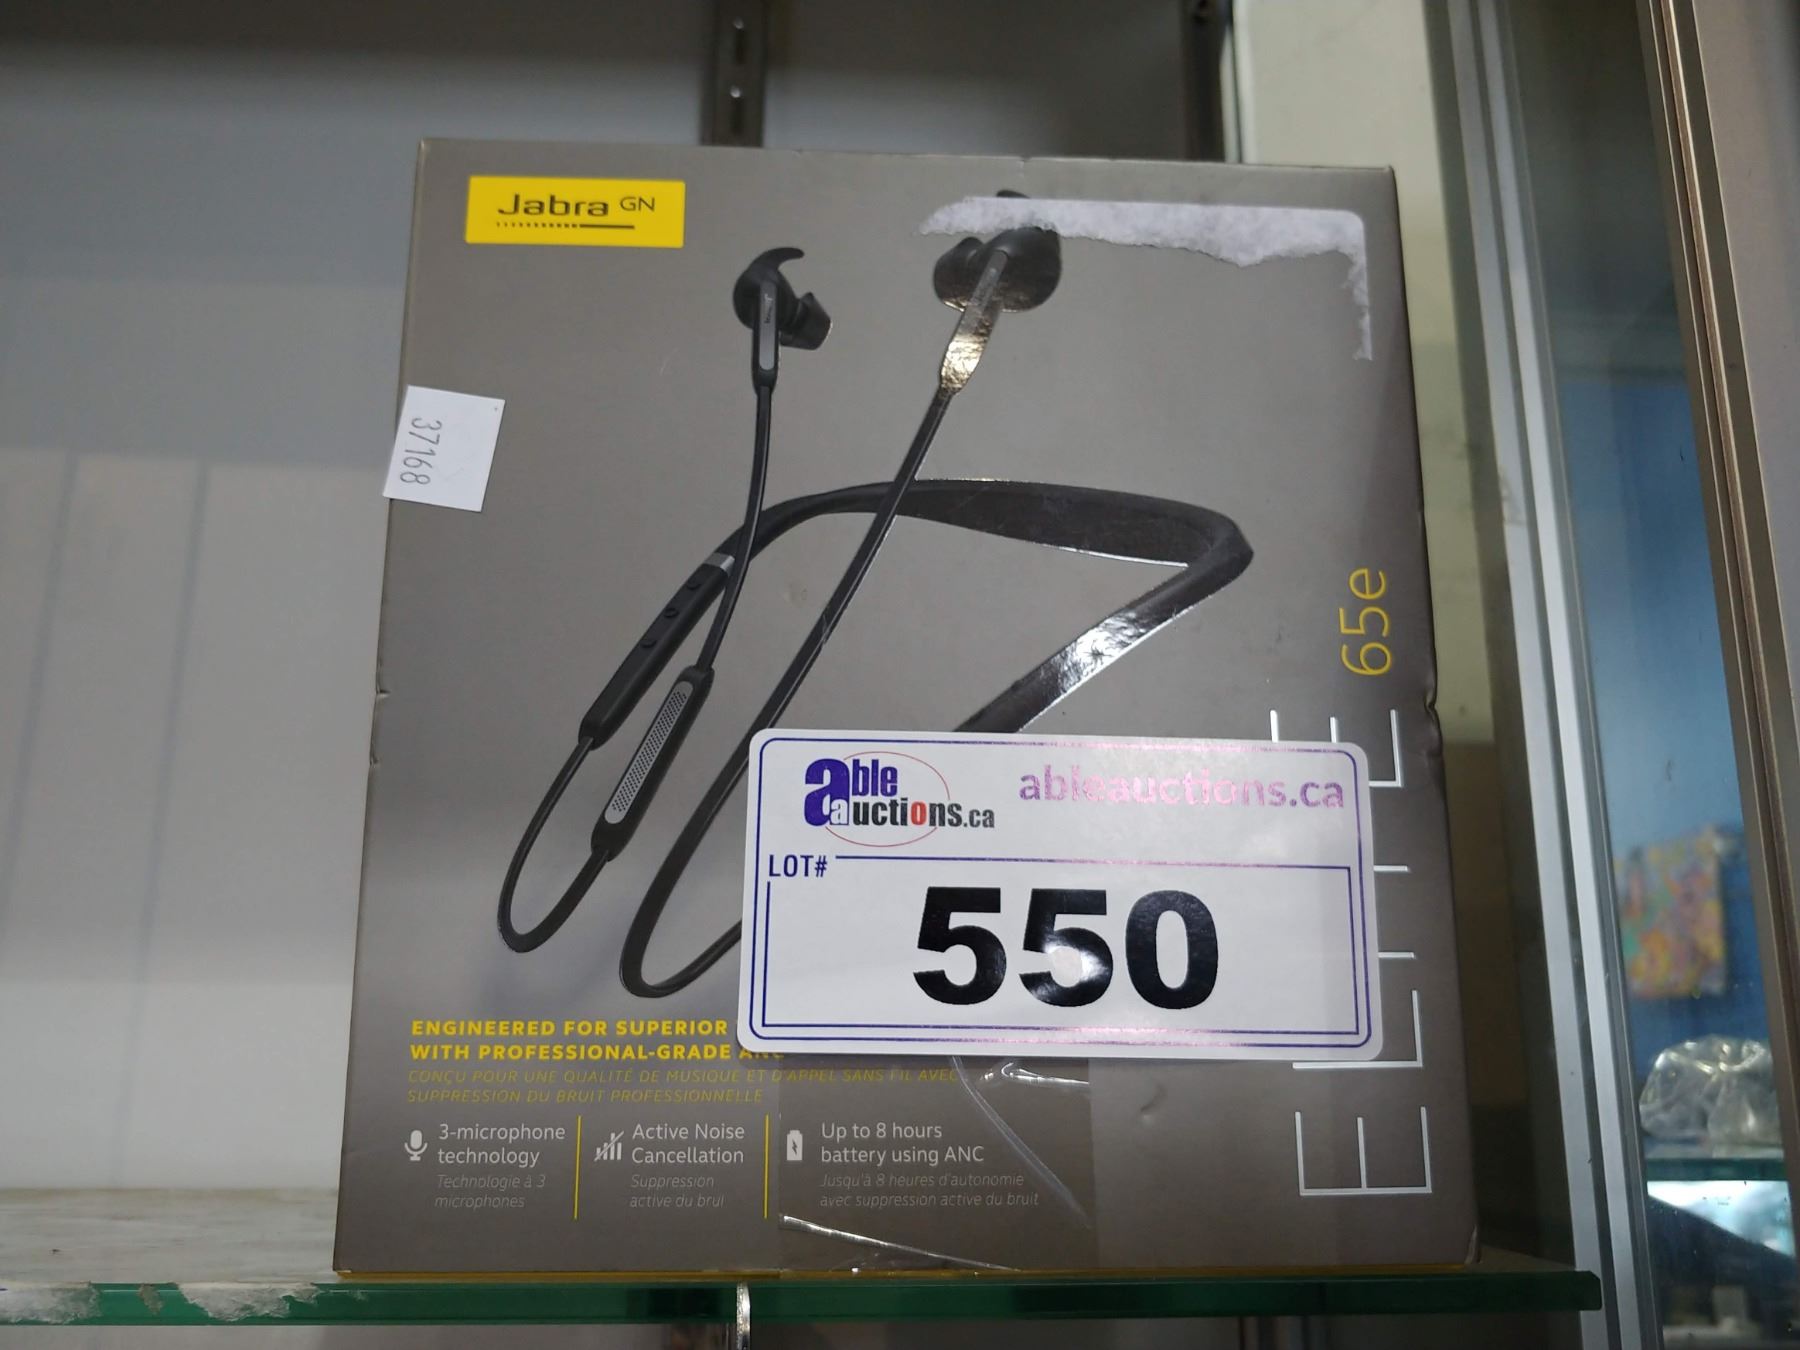 Jabra GN
Jabra
37168
65e
ELITE
able auctions.ca
ableauctions.ca
LOT#
550
ENGINEERED FOR SUPERIOR
WITH PROFESSIONAL-GRADE ANC
CONÇU POUR UNE QUALITÉ DE MUSIQUE ET D'APPEL SANS FIL AVEC
SUPPRESSION DU BRUIT PROFESSIONNELLE
3-microphone
technology
Technologie à 3
microphones
Active Noise
Cancellation
Suppression
active du brui
Up to 8 hours
battery using ANC
Jusqu'à 8 heures d'autonomie
avec suppression active du bruit